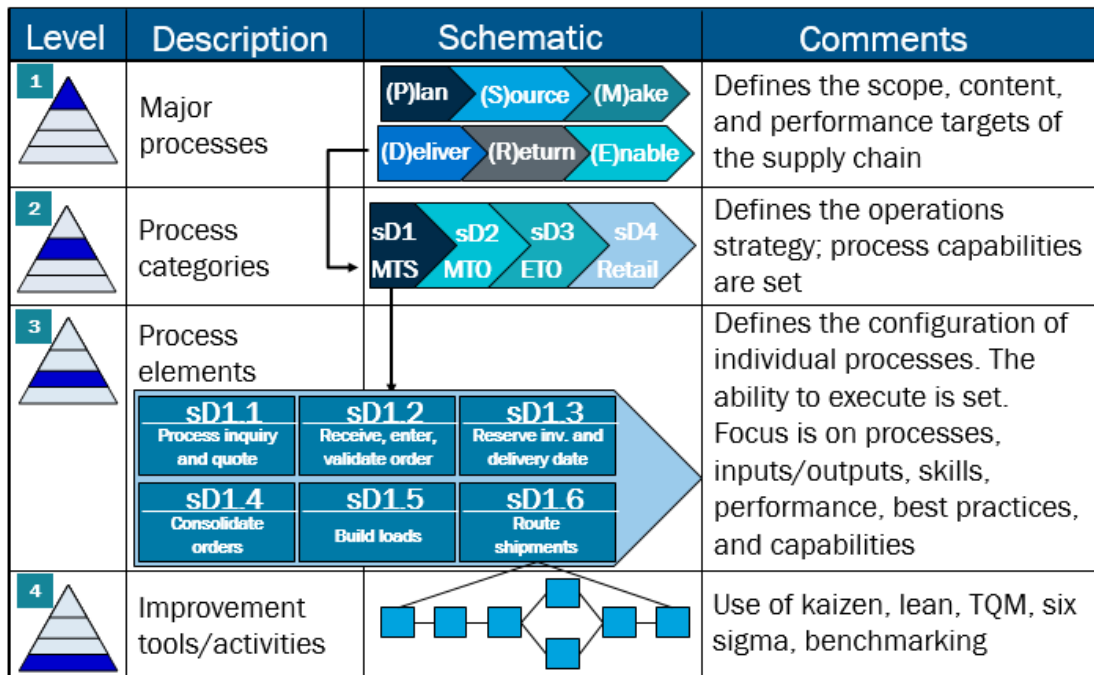 Level
Description
Schematic
Comments
1
Major
processes
(P)lan
(S)ource
(M)ake
(D)eliver
(R)eturn
(E)nable
Defines the scope, content,
and performance targets of
the supply chain
2
Process
categories
sD1
MTS
sD2
MTO
sD3
ETO
sD4
Retail
Defines the operations
strategy; process capabilities
are set
3
Process
elements
sD1.1
Process inquiry
and quote
sD1.2
Receive, enter,
validate order
sD1.3
Reserve inv. and
delivery date
sD1.4
Consolidate
orders
sD1.5
Build loads
sD1.6
Route
shipments
Defines the configuration of
individual processes. The
ability to execute is set.
Focus is on processes,
inputs/outputs, skills,
performance, best practices,
and capabilities
4
Improvement
tools/activities
Use of kaizen, lean, TQM, six
sigma, benchmarking